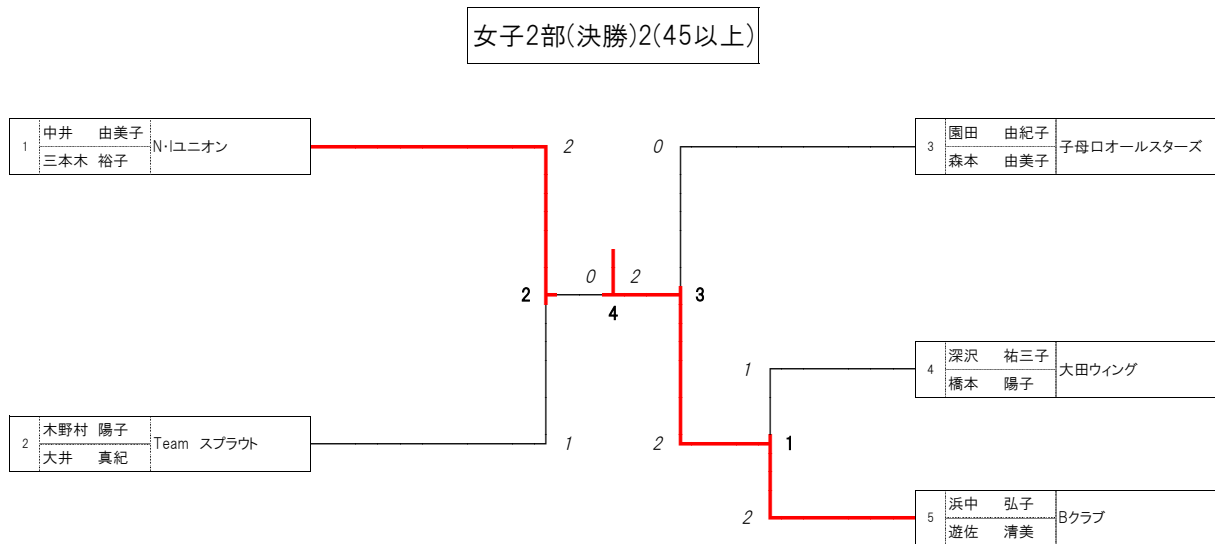 女子2部(決勝)2(45以上)
1 中井 由美子 N・Iユニオン
三本木 裕子
2
0
3 園田 由紀子 子母口オールスターズ
森本 由美子
0 2
2 3
4
1
4 深沢 祐三子 大田ウィング
橋本 陽子
2 木野村 陽子 Team スプラウト
大井 真紀
1
2
1
2
5 浜中 弘子 Bクラブ
遊佐 清美